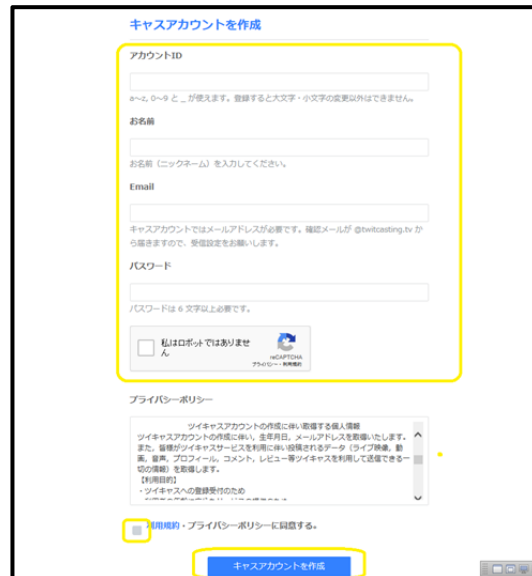 キャスアカウントを作成
アカウントID
a～z, 0～9 と _ が使えます。登録すると大文字・小文字の変更以外はできません。
お名前
お名前（ニックネーム）を入力してください。
Email
キャスアカウントではメールアドレスが必要です。確認メールが @twitcasting.tv か
ら届きますので、受信設定をお願いします。
パスワード
パスワードは 6 文字以上必要です。
私はロボットではありませ
ん
reCAPTCHA
プライバシー - 利用規約
プライバシーポリシー
ツイキャスアカウントの作成に伴い取得する個人情報
ツイキャスアカウントの作成に伴い、生年月日、メールアドレスを取得いたします。
また、皆様がツイキャスサービスを利用に伴い投稿されるデータ（ライブ映像、動
画、音声、プロフィール、コメント、レビュー等ツイキャスを利用して送信できる一
切の情報）を取得します。
【利用目的】
- ツイキャスへの登録受付のため
利用規約・プライバシーポリシーに同意する。
キャスアカウントを作成